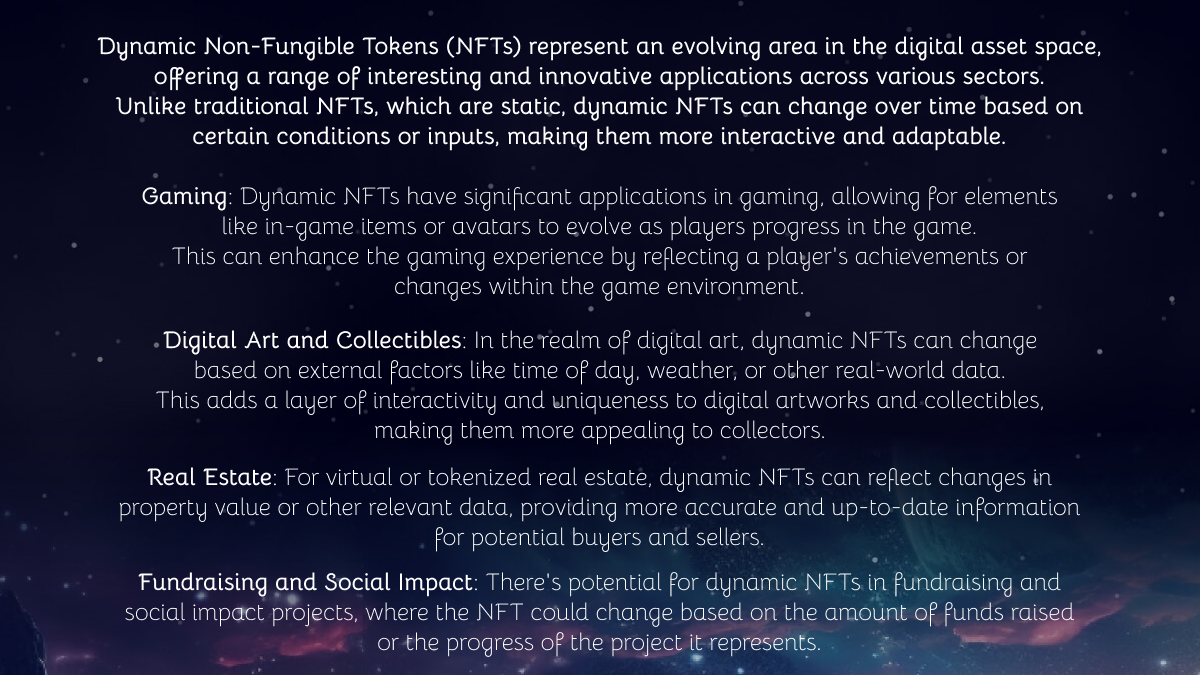 Dynamic Non-Fungible Tokens (NFTs) represent an evolving area in the digital asset space,
offering a range of interesting and innovative applications across various sectors.
Unlike traditional NFTs, which are static, dynamic NFTs can change over time based on
certain conditions or inputs, making them more interactive and adaptable.
Gaming: Dynamic NFTs have significant applications in gaming, allowing for elements
like in-game items or avatars to evolve as players progress in the game.
This can enhance the gaming experience by reflecting a player's achievements or
changes within the game environment.
Digital Art and Collectibles: In the realm of digital art, dynamic NFTs can change
based on external factors like time of day, weather, or other real-world data.
This adds a layer of interactivity and uniqueness to digital artworks and collectibles,
making them more appealing to collectors.
Real Estate: For virtual or tokenized real estate, dynamic NFTs can reflect changes in
property value or other relevant data, providing more accurate and up-to-date information
for potential buyers and sellers.
Fundraising and Social Impact: There's potential for dynamic NFTs in fundraising and
social impact projects, where the NFT could change based on the amount of funds raised
or the progress of the project it represents.